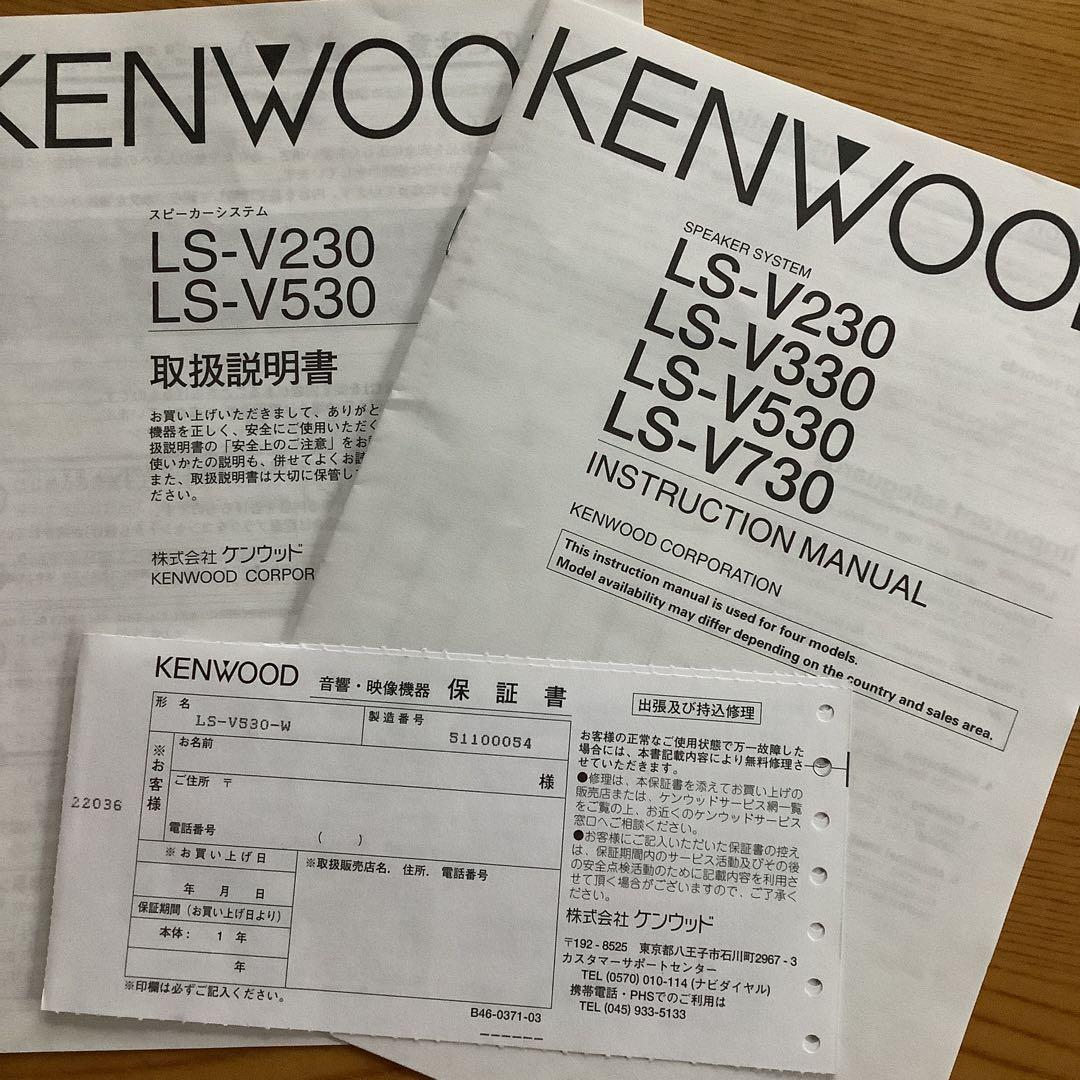 KENWOO
スピーカーシステム
LS-V230
LS-V530
取扱説明書
お買い上げいただきまして、ありがと
機器を正しく、安全にご使用いただく
扱説明書の「安全上のご注意」をお
使いかたの説明も、併せてよくお読
また、取扱説明書は大切に保管し
ださい。
株式会社 ケンウッド
KENWOOD CORPOR
KENWOOD
SPEAKER SYSTEM
LS-V230
LS-V330
LS-V530
LS-V730
INSTRUCTION MANUAL
KENWOOD CORPORATION
This instruction manual is used for four models.
Model availability may differ depending on the country and sales area.
KENWOOD 音響・映像機器 保証書
出張及び持込修理
形名
LS-V530-W
製造番号
51100054
※お客様
お名前
様
ご住所 〒
電話番号
( )
22036
※お買い上げ日
年 月 日
保証期間(お買い上げ日より)
本体: 1 年
年
※取扱販売店名. 住所. 電話番号
※印欄は必ずご記入ください。
B46-0371-03
お客様の正常なご使用状態で万一故障した
場合には、本書記載内容により無料修理さ
せていただきます。
●修理は、本保証書を添えてお買い上げの
販売店または、ケンウッドサービス網一覧
をご覧の上、お近くのケンウッドサービス
窓口へご相談ください。
●お客様にご記入いただいた保証書の控え
は、保証期間内のサービス活動及びその後
の安全点検活動のために記載内容を利用さ
せて頂く場合がございますので、ご了承く
ださい。
株式会社 ケンウッド
〒192-8525 東京都八王子市石川町2967-3
カスタマーサポートセンター
TEL (0570) 010-114 (ナビダイヤル)
携帯電話・PHSでのご利用は
TEL (045) 933-5133